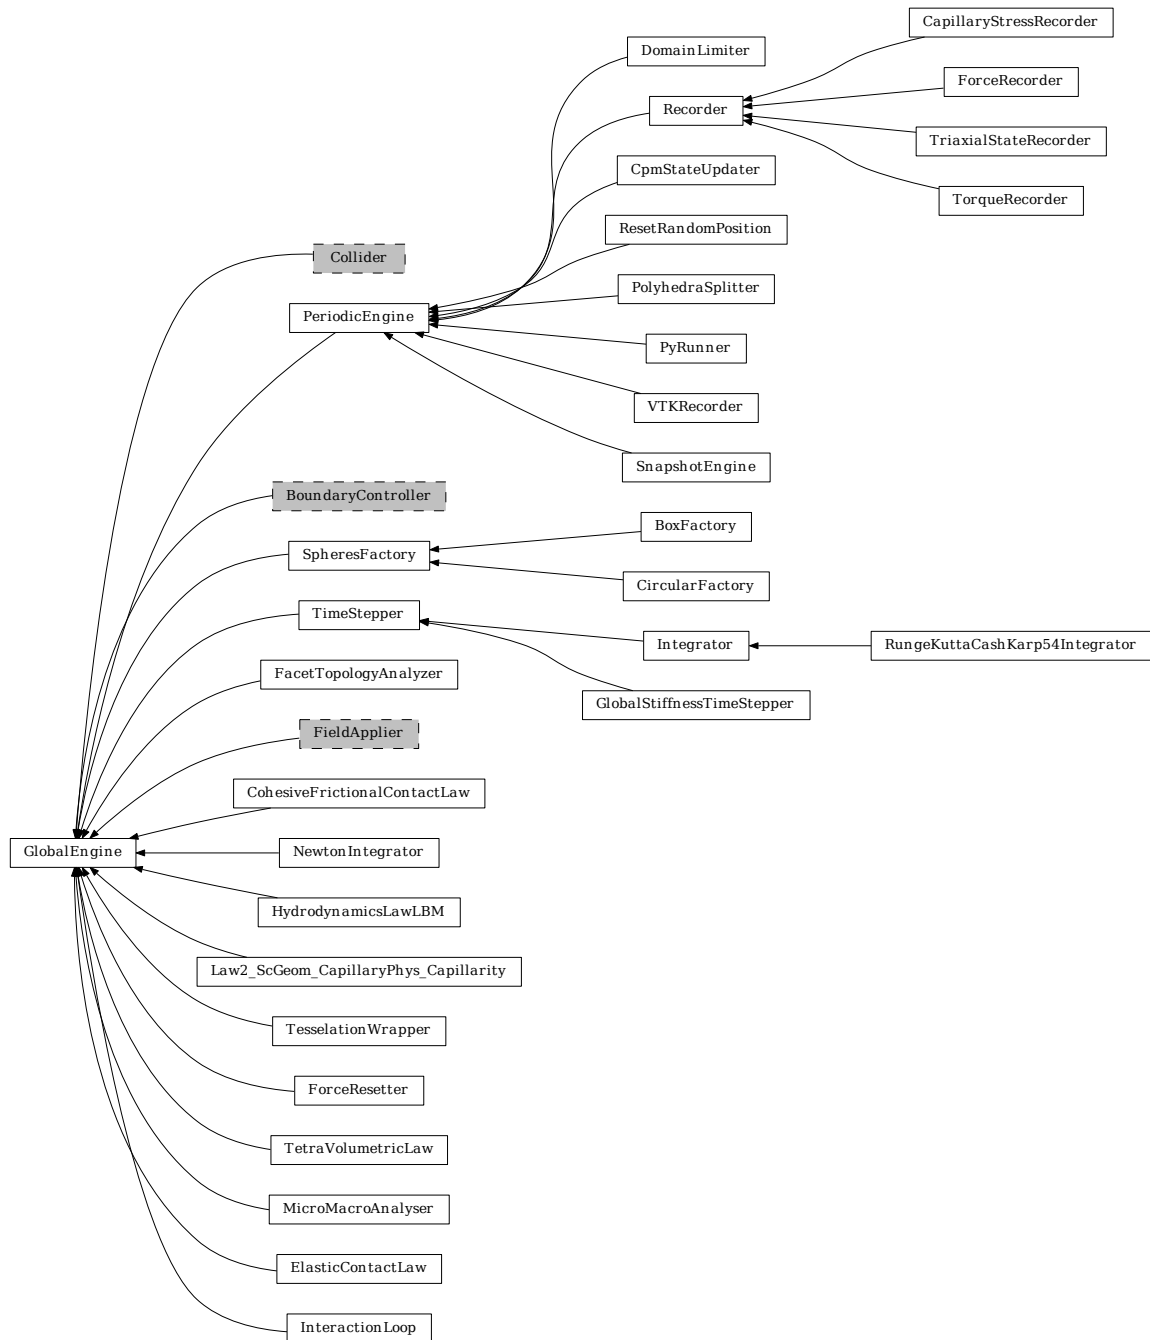 CapillaryStressRecorder
DomainLimiter
ForceRecorder
Recorder
TriaxialStateRecorder
CpmStateUpdater
TorqueRecorder
ResetRandomPosition
Collider
PolyhedraSplitter
PeriodicEngine
PyRunner
VTKRecorder
SnapshotEngine
BoundaryController
BoxFactory
SpheresFactory
CircularFactory
TimeStepper
Integrator
RungeKuttaCashKarp54Integrator
FacetTopologyAnalyzer
GlobalStiffnessTimeStepper
FieldApplier
CohesiveFrictionalContactLaw
GlobalEngine
NewtonIntegrator
HydrodynamicsLawLBM
Law2_ScGeom_CapillaryPhys_Capillarity
TesselationWrapper
ForceResetter
TetraVolumetricLaw
MicroMacroAnalyser
ElasticContactLaw
InteractionLoop